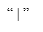 “ | ”